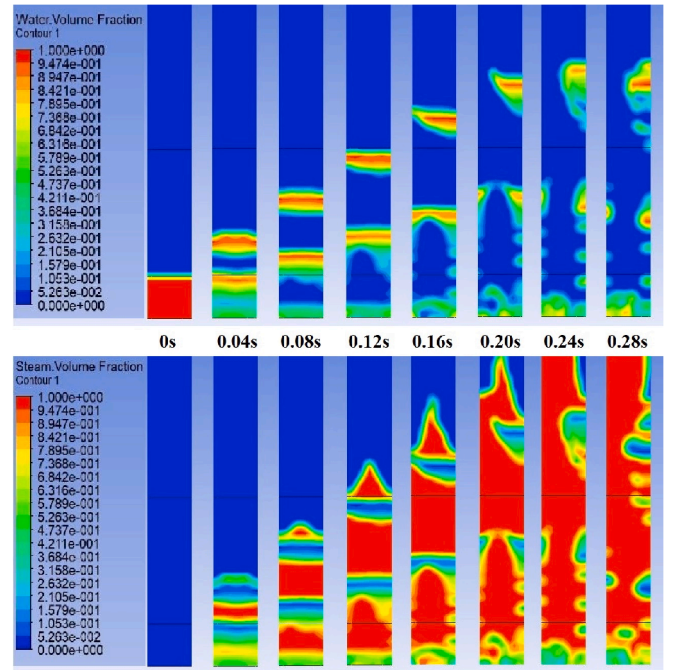 Water.Volume Fraction
Contour 1
1.000e+000
9.474e-001
8.947e-001
8.421e-001
7.895e-001
7.368e-001
6.842e-001
6.316e-001
5.789e-001
5.263e-001
4.737e-001
4.211e-001
3.684e-001
3.158e-001
2.632e-001
2.105e-001
1.579e-001
1.053e-001
5.263e-002
0.000e+000
0s 0.04s 0.08s 0.12s 0.16s 0.20s 0.24s 0.28s
Steam.Volume Fraction
Contour 1
1.000e+000
9.474e-001
8.947e-001
8.421e-001
7.895e-001
7.368e-001
6.842e-001
6.316e-001
5.789e-001
5.263e-001
4.737e-001
4.211e-001
3.684e-001
3.158e-001
2.632e-001
2.105e-001
1.579e-001
1.053e-001
5.263e-002
0.000e+000